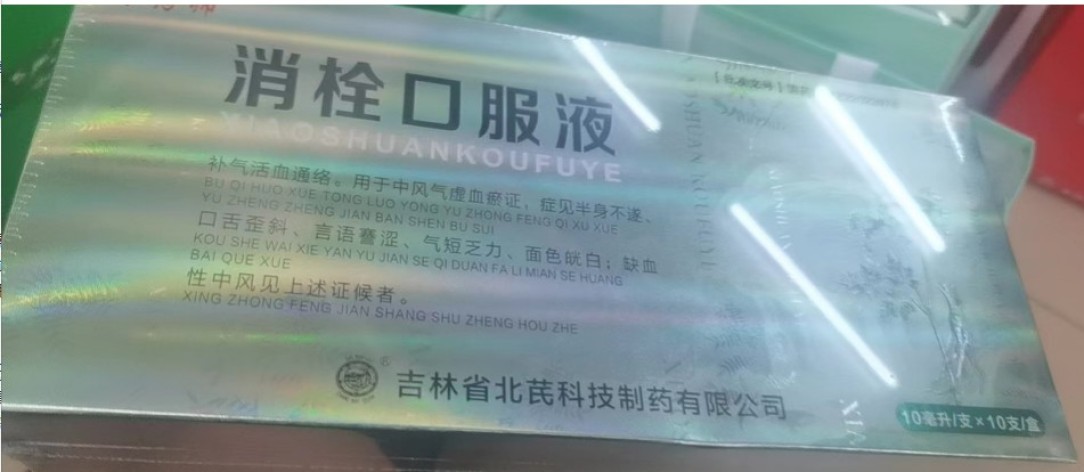 消栓口服液
XIAOSHUANKOUFUYE
补气活血通络。用于中风气虚血瘀证,症见半身不遂、
BU QI HUO XUE TONG LUO YONG YU ZHONG FENG QI XU XUE
YU ZHENG ZHENG JIAN BAN SHEN BU SUI
口舌歪斜、言语謇涩、气短乏力、面色㿠白；缺血
KOU SHE WAI XIE YAN YU JIAN SE QI DUAN FA LI MIAN SE HUANG
BAI QUE XUE
性中风见上述证候者。
XING ZHONG FENG JIAN SHANG SHU ZHENG HOU ZHE
吉林省北芪科技制药有限公司
10毫升/支×10支/盒